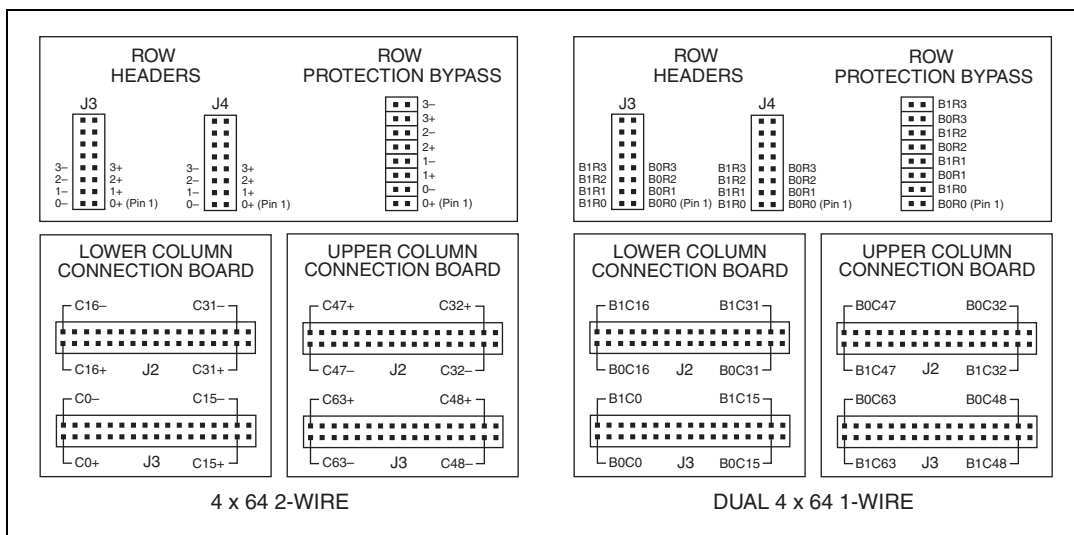 ROW
HEADERS
ROW
PROTECTION BYPASS
J3
J4
3–
2–
1–
0–
3+
2+
1+
0+ (Pin 1)
3–
2–
1–
0–
3+
2+
1+
0+ (Pin 1)
3–
3+
2–
2+
1–
1+
0–
0+ (Pin 1)
LOWER COLUMN
CONNECTION BOARD
C16– C31–
C16+ J2 C31+
C0– C15–
C0+ J3 C15+
UPPER COLUMN
CONNECTION BOARD
C47+ C32+
C47– J2 C32–
C63+ C48+
C63– J3 C48–
4 x 64 2-WIRE
ROW
HEADERS
ROW
PROTECTION BYPASS
J3
J4
B1R3
B1R2
B1R1
B1R0
B0R3
B0R2
B0R1
B0R0 (Pin 1)
B1R3
B1R2
B1R1
B1R0
B0R3
B0R2
B0R1
B0R0 (Pin 1)
B1R3
B0R3
B1R2
B0R2
B1R1
B0R1
B1R0
B0R0 (Pin 1)
LOWER COLUMN
CONNECTION BOARD
B1C16 B1C31
B0C16 J2 B0C31
B1C0 B1C15
B0C0 J3 B0C15
UPPER COLUMN
CONNECTION BOARD
B0C47 B0C32
B1C47 J2 B1C32
B0C63 B0C48
B1C63 J3 B1C48
DUAL 4 x 64 1-WIRE